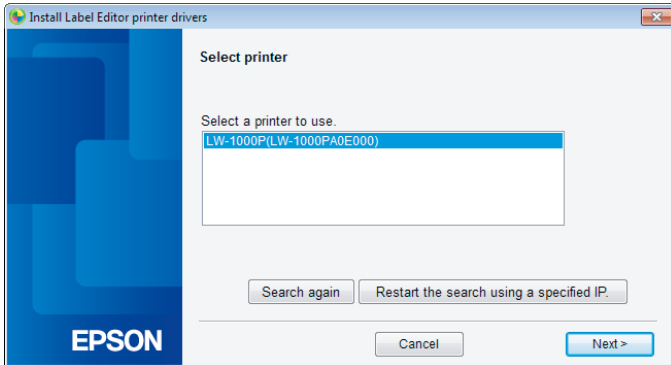 Install Label Editor printer drivers
Select printer
Select a printer to use.
LW-1000P(LW-1000PA0E000)
Search again
Restart the search using a specified IP.
EPSON
Cancel
Next >